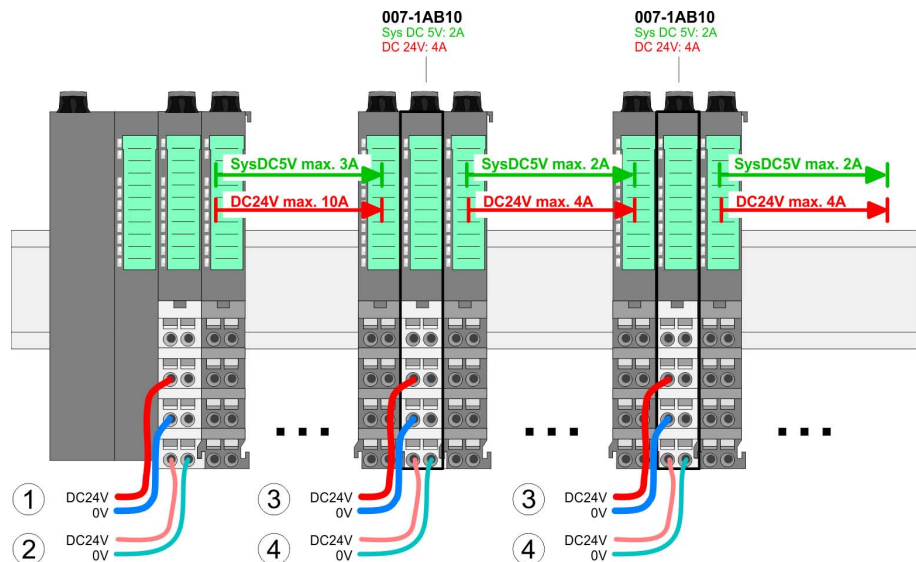 007-1AB10
Sys DC 5V: 2A
DC 24V: 4A
007-1AB10
Sys DC 5V: 2A
DC 24V: 4A
SysDC5V max. 3A
SysDC5V max. 2A
SysDC5V max. 2A
DC24V max. 10A
DC24V max. 4A
DC24V max. 4A
1
DC24V
0V
3
DC24V
0V
3
DC24V
0V
2
DC24V
0V
4
DC24V
0V
4
DC24V
0V